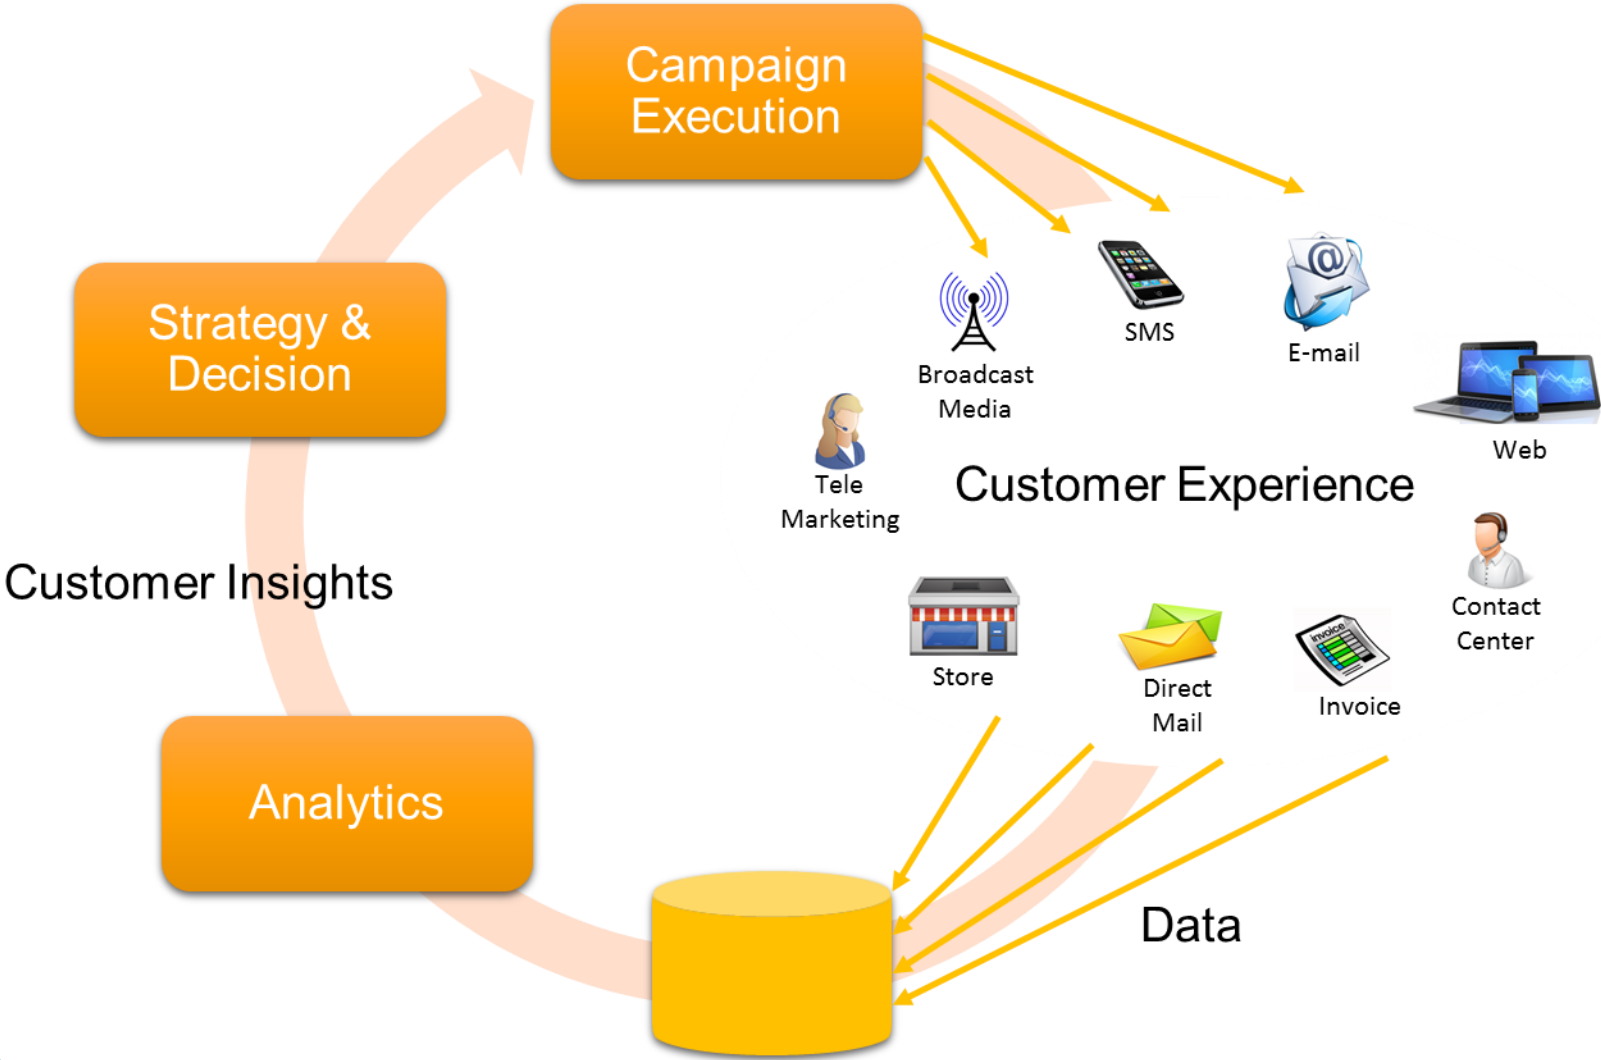 Campaign
Execution
Strategy &
Decision
SMS
E-mail
Broadcast
Media
Web
Tele
Marketing
Customer Experience
Customer Insights
Contact
Center
invoice
Store
Direct
Mail
Invoice
Analytics
Data
@